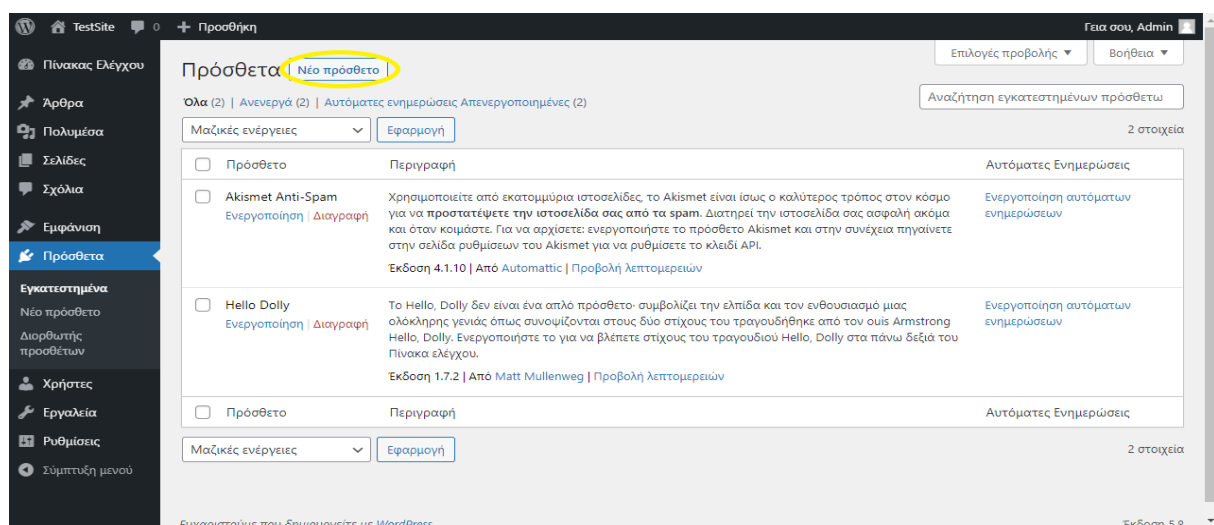 TestSite 0 + Προσθήκη Γεια σου, Admin
Επιλογές προβολής ▼ Βοήθεια ▼
Πίνακας Ελέγχου
Άρθρα
Πολυμέσα
Σελίδες
Σχόλια
Εμφάνιση
Πρόσθετα
Εγκατεστημένα
Νέο πρόσθετο
Διορθωτής
προσθέτων
Χρήστες
Εργαλεία
Ρυθμίσεις
Σύμπτυξη μενού
Πρόσθετα Νέο πρόσθετο
Όλα (2) | Ανενεργά (2) | Αυτόματες ενημερώσεις Απενεργοποιημένες (2)
Αναζήτηση εγκατεστημένων πρόσθετω
Μαζικές ενέργειες Εφαρμογή 2 στοιχεία
Πρόσθετο Περιγραφή Αυτόματες Ενημερώσεις
Akismet Anti-Spam
Ενεργοποίηση | Διαγραφή
Χρησιμοποιείτε από εκατομμύρια ιστοσελίδες, το Akismet είναι ίσως ο καλύτερος τρόπος στον κόσμο
για να προστατέψετε την ιστοσελίδα σας από τα spam. Διατηρεί την ιστοσελίδα σας ασφαλή ακόμα
και όταν κοιμάστε. Για να αρχίσετε: ενεργοποιήστε το πρόσθετο Akismet και στην συνέχεια πηγαίνετε
στην σελίδα ρυθμίσεων του Akismet για να ρυθμίσετε το κλειδί API.
Έκδοση 4.1.10 | Από Automattic | Προβολή λεπτομερειών
Ενεργοποίηση αυτόματων
ενημερώσεων
Hello Dolly
Ενεργοποίηση | Διαγραφή
Το Hello, Dolly δεν είναι ένα απλό πρόσθετο· συμβολίζει την ελπίδα και τον ενθουσιασμό μιας
ολόκληρης γενιάς όπως συνοψίζονται στους δύο στίχους του τραγουδήθηκε από τον ouis Armstrong
Hello, Dolly. Ενεργοποιήστε το για να βλέπετε στίχους του τραγουδιού Hello, Dolly στα πάνω δεξιά του
Πίνακα ελέγχου.
Έκδοση 1.7.2 | Από Matt Mullenweg | Προβολή λεπτομερειών
Ενεργοποίηση αυτόματων
ενημερώσεων
Πρόσθετο Περιγραφή Αυτόματες Ενημερώσεις
Μαζικές ενέργειες Εφαρμογή 2 στοιχεία
Ευχαριστούμε που δημιουργείτε με WordPress. Έκδοση 5.8